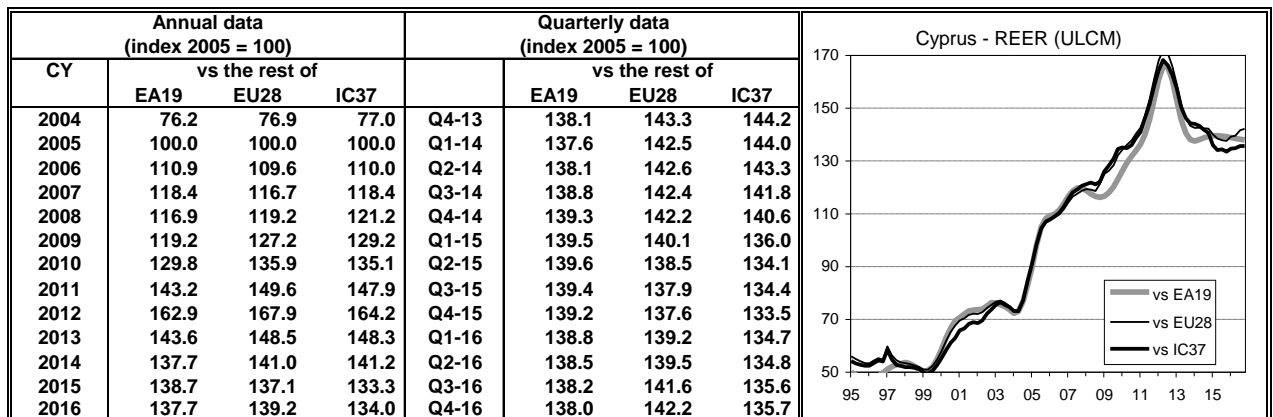 Annual data Quarterly data
(index 2005 = 100) (index 2005 = 100)
CY vs the rest of vs the rest of
EA19 EU28 IC37 EA19 EU28 IC37
2004 76.2 76.9 77.0 Q4-13 138.1 143.3 144.2
2005 100.0 100.0 100.0 Q1-14 137.6 142.5 144.0
2006 110.9 109.6 110.0 Q2-14 138.1 142.6 143.3
2007 118.4 116.7 118.4 Q3-14 138.8 142.4 141.8
2008 116.9 119.2 121.2 Q4-14 139.3 142.2 140.6
2009 119.2 127.2 129.2 Q1-15 139.5 140.1 136.0
2010 129.8 135.9 135.1 Q2-15 139.6 138.5 134.1
2011 143.2 149.6 147.9 Q3-15 139.4 137.9 134.4
2012 162.9 167.9 164.2 Q4-15 139.2 137.6 133.5
2013 143.6 148.5 148.3 Q1-16 138.8 139.2 134.7
2014 137.7 141.0 141.2 Q2-16 138.5 139.5 134.8
2015 138.7 137.1 133.3 Q3-16 138.2 141.6 135.6
2016 137.7 139.2 134.0 Q4-16 138.0 142.2 135.7
Cyprus - REER (ULCM)
170
150
130
110
90
70
50
vs EA19
vs EU28
vs IC37
95 97 99 01 03 05 07 09 11 13 15